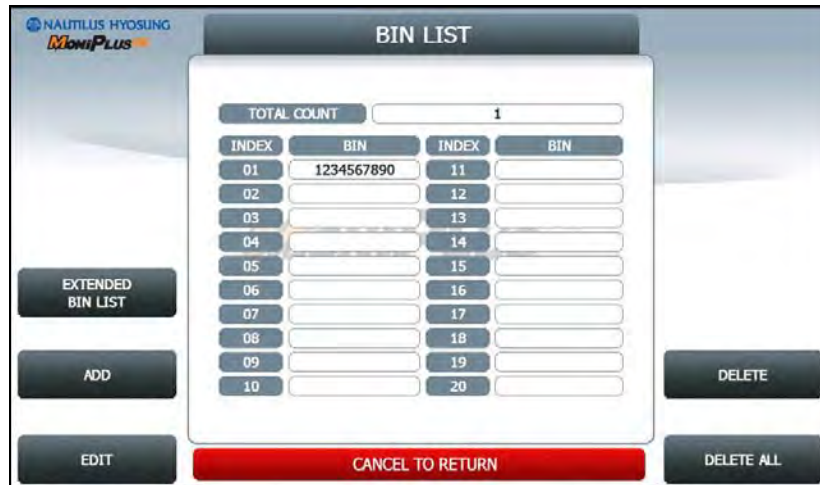 NAUTILUS HYOSUNG
MONIPLUS
BIN LIST
TOTAL COUNT 1
INDEX BIN INDEX BIN
01 1234567890 11
02 12
03 13
04 14
05 15
06 16
07 17
08 18
09 19
10 20
EXTENDED
BIN LIST
ADD
EDIT
CANCEL TO RETURN
DELETE
DELETE ALL